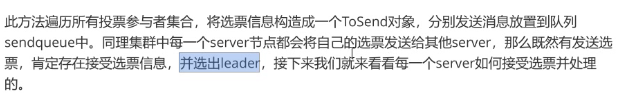 此方法遍历所有投票参与者集合，将选票信息构造成一个ToSend对象，分别发送消息放置到队列
sendqueue中。同理集群中每一个server节点都会将自己的选票发送给其他server，那么既然有发送选
票，肯定存在接受选票信息，并选出leader，接下来我们就来看看每一个server如何接受选票并处理
的。